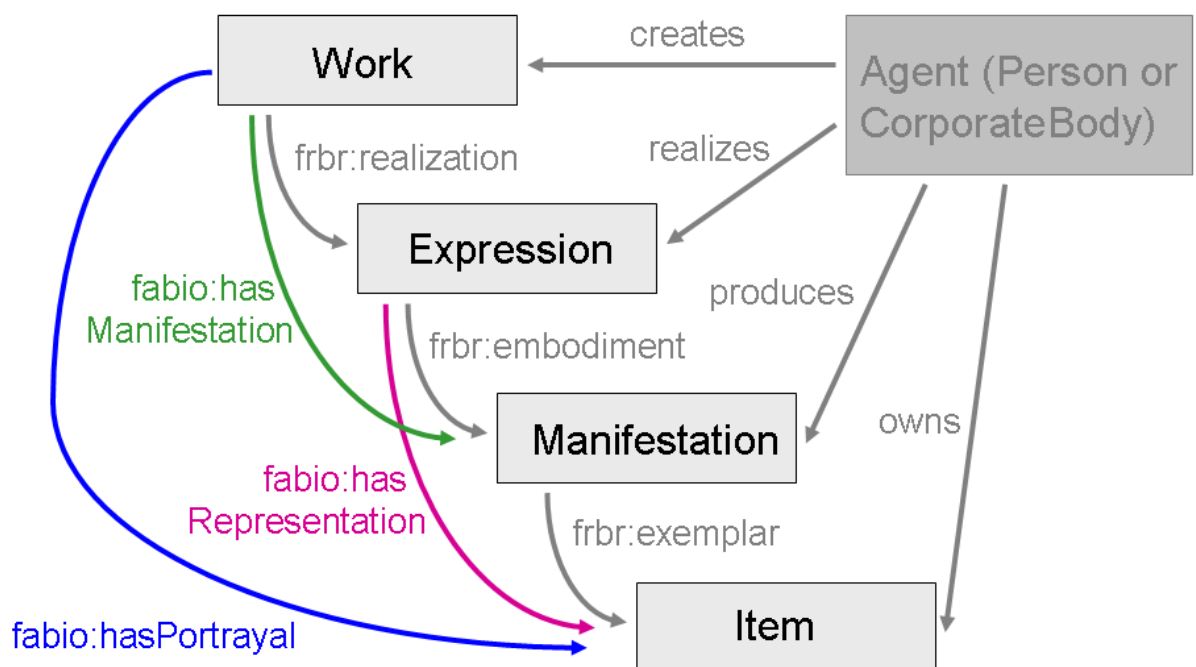 creates
Work
Agent (Person or
CorporateBody)
realizes
frbr:realization
Expression
fabio:has
Manifestation
produces
frbr:embodiment
owns
Manifestation
fabio:has
Representation
frbr:exemplar
Item
fabio:hasPortrayal